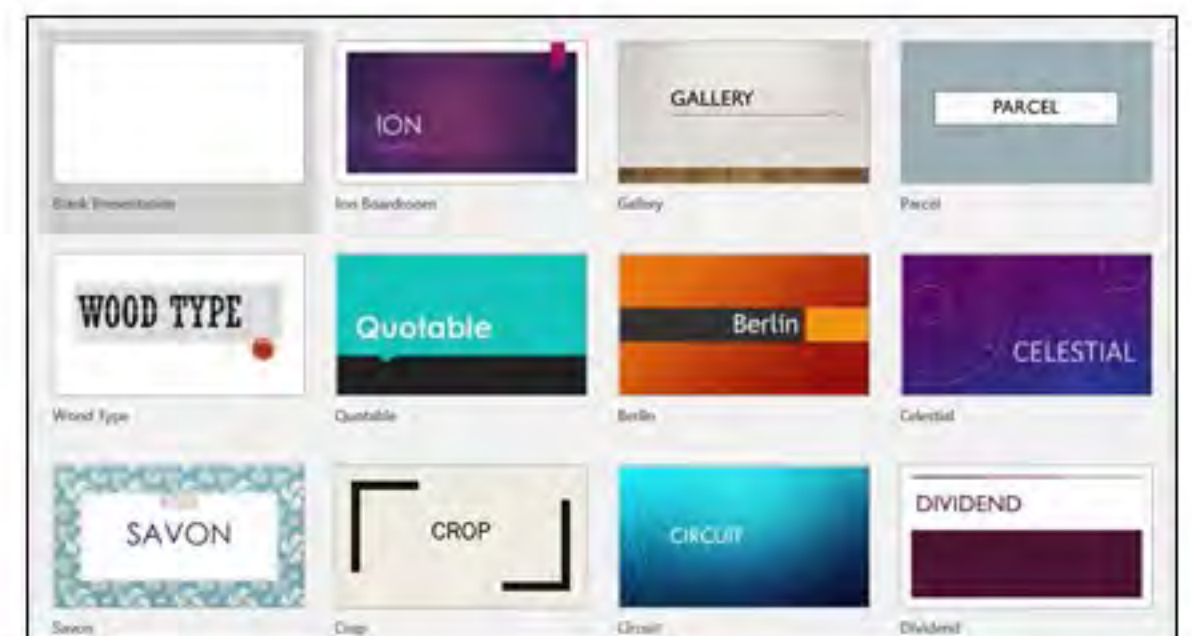 Blank Presentation
ION
Ion Boardroom
GALLERY
Gallery
PARCEL
Parcel
WOOD TYPE
Wood Type
Quotable
Quotable
Berlin
Berlin
CELESTIAL
Celestial
SAVON
Savon
CROP
Crop
CIRCUIT
Circuit
DIVIDEND
Dividend